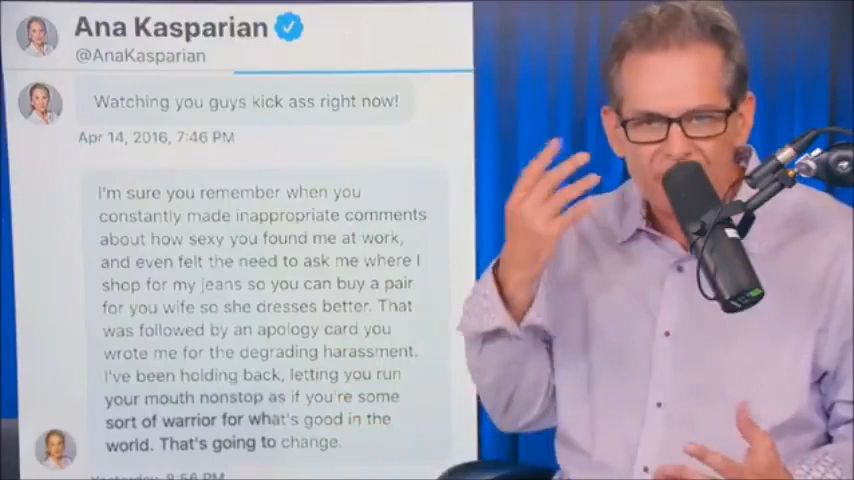 Ana Kasparian
@AnaKasparian
Watching you guys kick ass right now!
Apr 14, 2016, 7:46 PM
I'm sure you remember when you
constantly made inappropriate comments
about how sexy you found me at work,
and even felt the need to ask me where I
shop for my jeans so you can buy a pair
for you wife so she dresses better. That
was followed by an apology card you
wrote me for the degrading harassment.
I've been holding back, letting you run
your mouth nonstop as if you're some
sort of warrior for what's good in the
world. That's going to change.
Yesterday, 8:56 PM